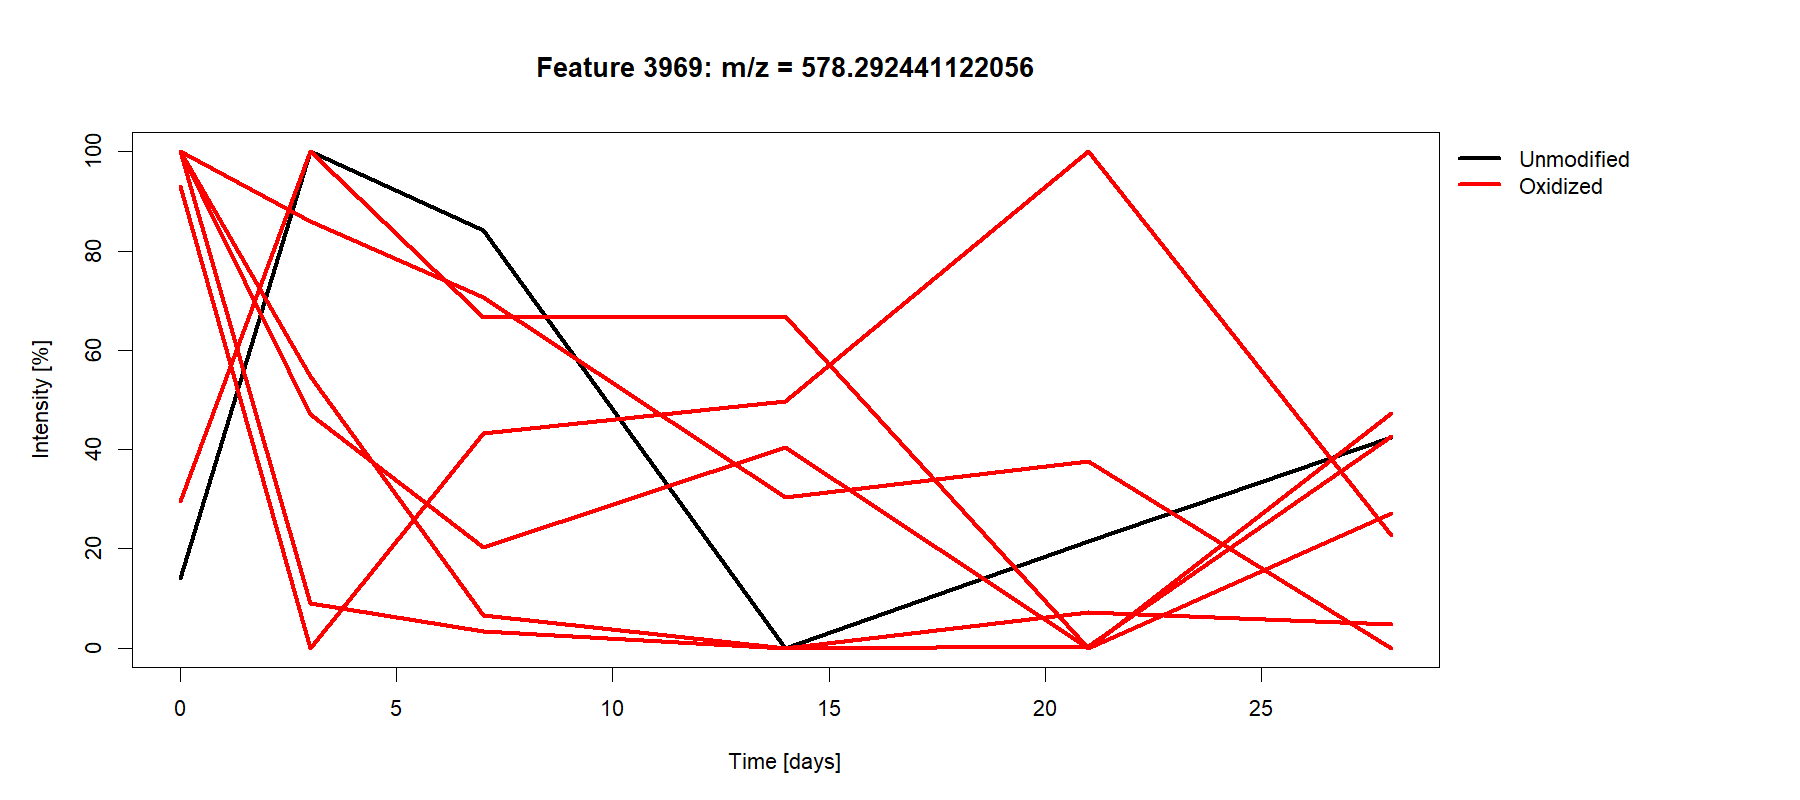 Feature 3969: m/z = 578.292441122056
Unmodified
Oxidized
Intensity [%]
100
80
60
40
20
0
0 5 10 15 20 25
Time [days]